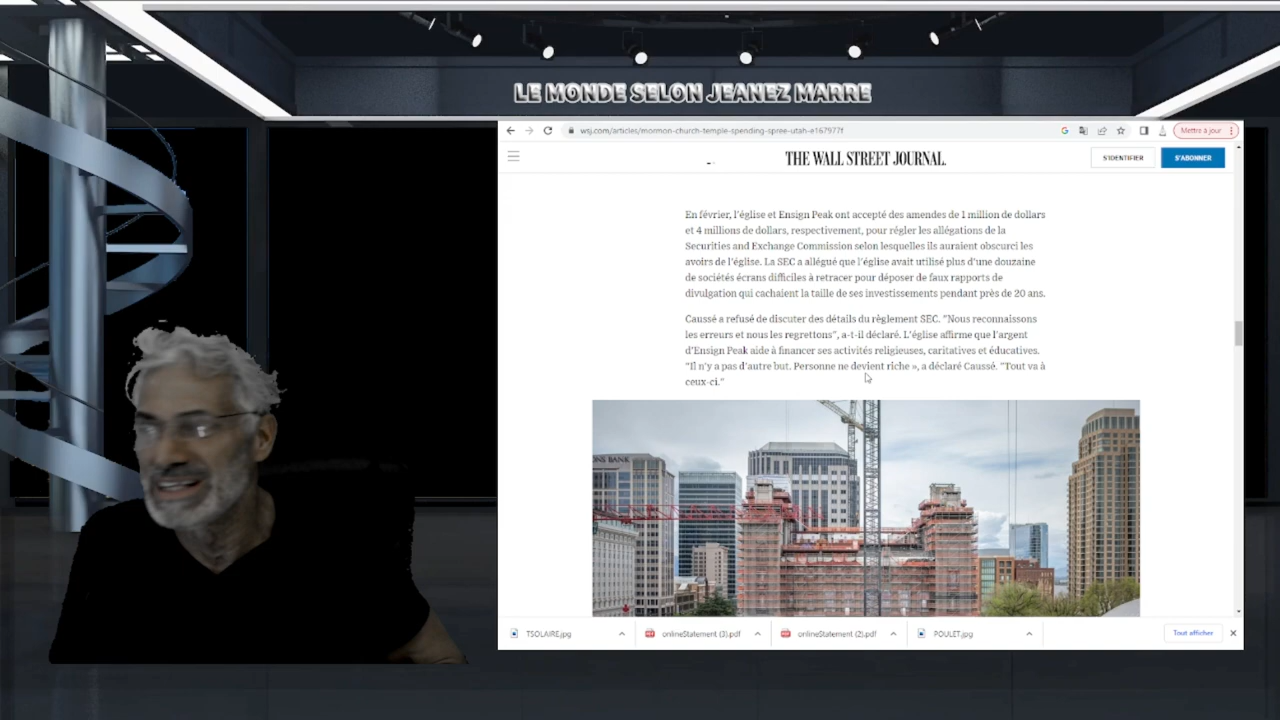 LE MONDE SELON JEANEZ MARRE
wsj.com/articles/mormon-church-temple-spending-spree-utah-e167977f
Mettre à jour
THE WALL STREET JOURNAL.
S'IDENTIFIER
S'ABONNER
En février, l'église et Ensign Peak ont accepté des amendes de 1 million de dollars
et 4 millions de dollars, respectivement, pour régler les allégations de la
Securities and Exchange Commission selon lesquelles ils auraient obscurci les
avoirs de l'église. La SEC a allégué que l'église avait utilisé plus d'une douzaine
de sociétés écrans difficiles à retracer pour déposer de faux rapports de
divulgation qui cachaient la taille de ses investissements pendant près de 20 ans.
Caussé a refusé de discuter des détails du règlement SEC. "Nous reconnaissons
les erreurs et nous les regrettons", a-t-il déclaré. L'église affirme que l'argent
d'Ensign Peak aide à financer ses activités religieuses, caritatives et éducatives.
"Il n'y a pas d'autre but. Personne ne devient riche », a déclaré Caussé. "Tout va à
ceux-ci."
ONS BANK
TSOLAIRE.jpg
onlineStatement (3).pdf
onlineStatement (2).pdf
POULET.jpg
Tout afficher